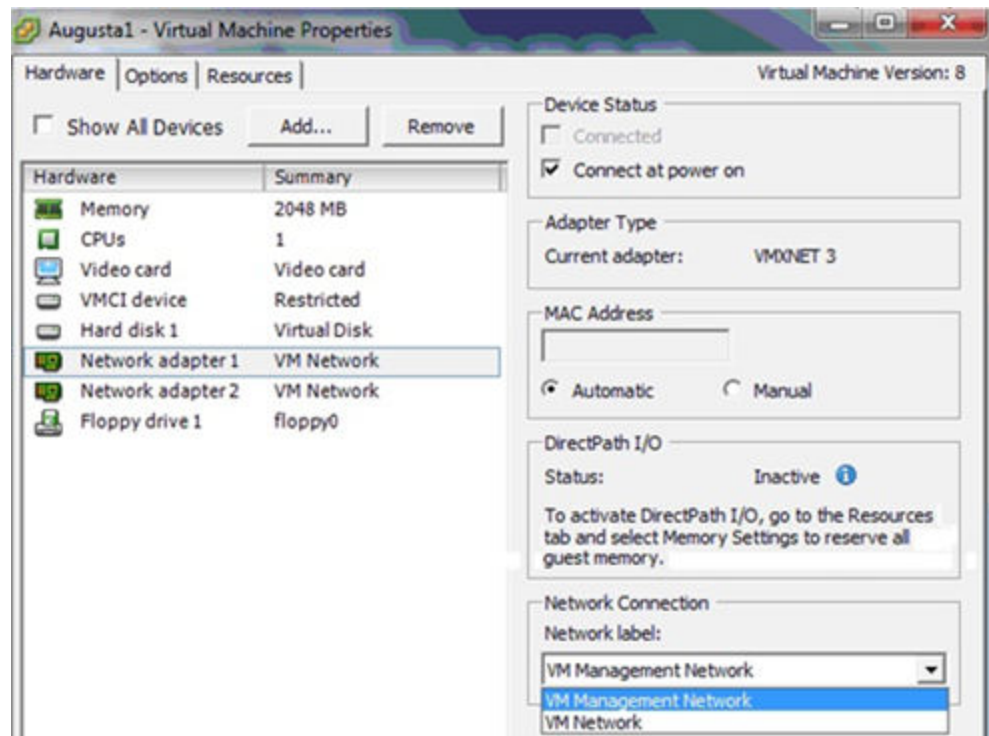 Augusta1 - Virtual Machine Properties
Hardware Options Resources Virtual Machine Version: 8
Show All Devices Add... Remove
Hardware Summary
Memory 2048 MB
CPUs 1
Video card Video card
VMCI device Restricted
Hard disk 1 Virtual Disk
Network adapter 1 VM Network
Network adapter 2 VM Network
Floppy drive 1 floppy0
Device Status
Connected
Connect at power on
Adapter Type
Current adapter: VMXNET 3
MAC Address
Automatic Manual
DirectPath I/O
Status: Inactive
To activate DirectPath I/O, go to the Resources
tab and select Memory Settings to reserve all
guest memory.
Network Connection
Network label:
VM Management Network
VM Management Network
VM Network